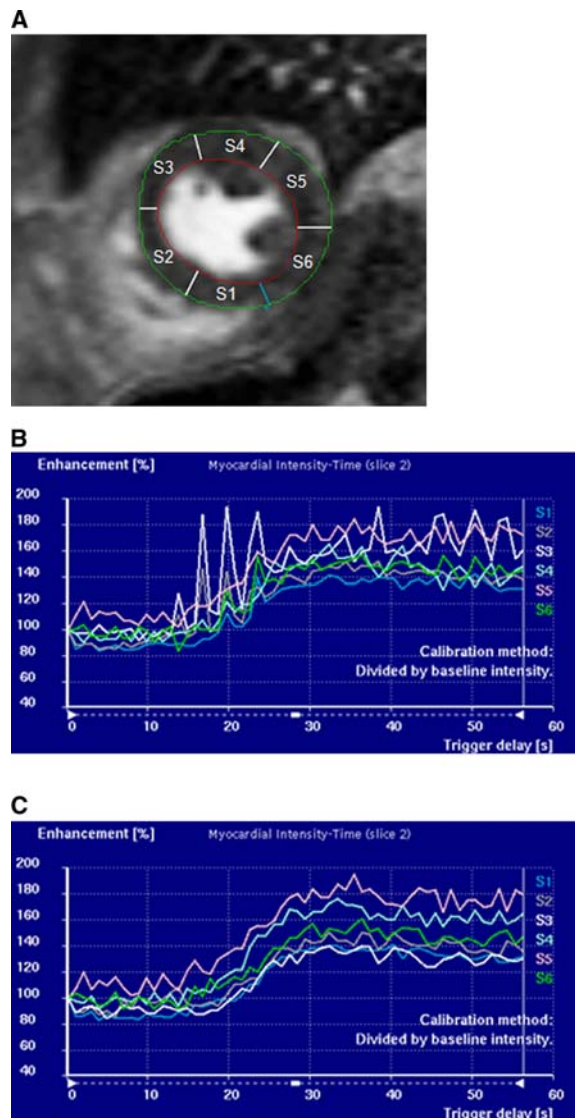 A
S4
S3
S5
S2
S6
S1
B
Enhancement [%] Myocardial Intensity-Time (slice 2)
200
180
160
140
120
100
80
60
40
S1
S2
S3
S4
S5
S6
Calibration method:
Divided by baseline intensity.
0 10 20 30 40 50 60
Trigger delay [s]
C
Enhancement [%] Myocardial Intensity-Time (slice 2)
200
180
160
140
120
100
80
60
40
S1
S2
S3
S4
S5
S6
Calibration method:
Divided by baseline intensity.
0 10 20 30 40 50 60
Trigger delay [s]